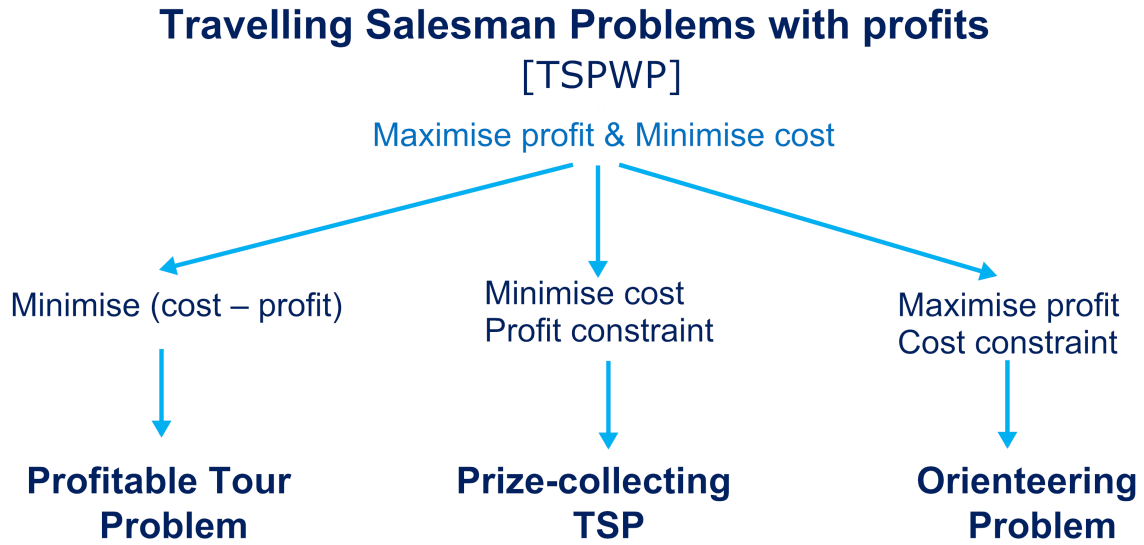 Travelling Salesman Problems with profits
[TSPWP]
Maximise profit & Minimise cost
Minimise (cost – profit)
Minimise cost
Profit constraint
Maximise profit
Cost constraint
Profitable Tour
Problem
Prize-collecting
TSP
Orienteering
Problem